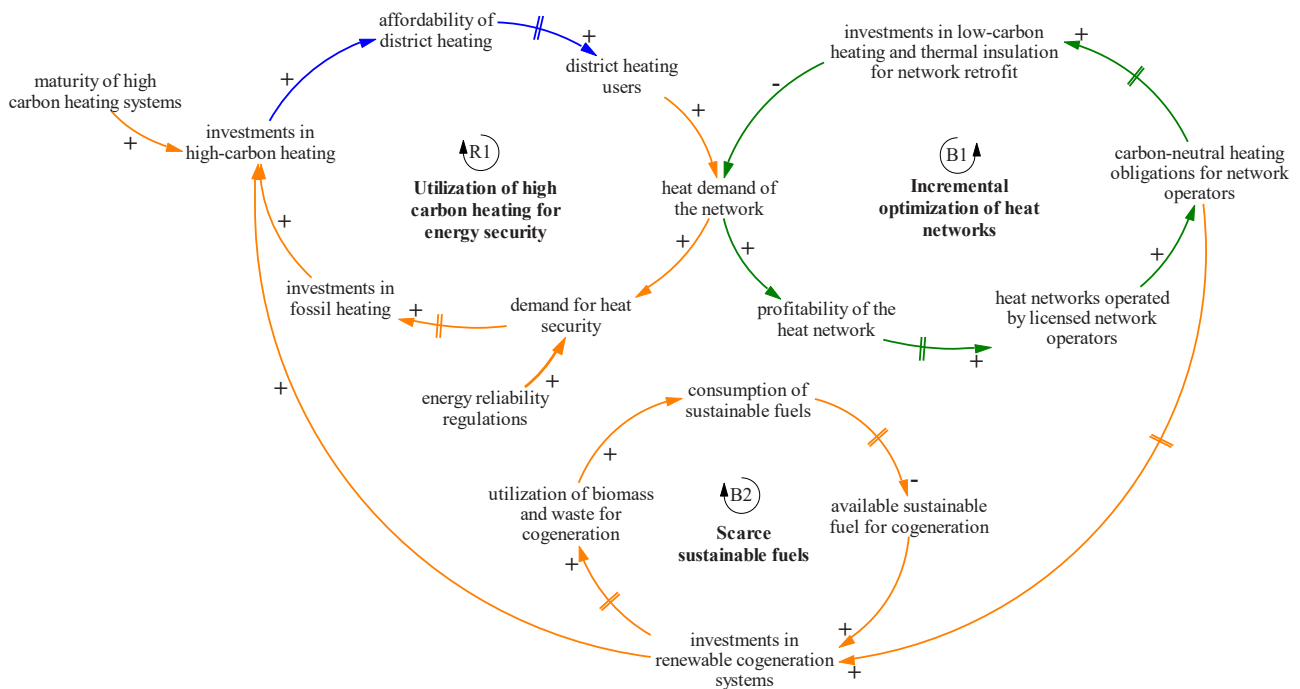 affordability of
district heating
+
district heating
users
investments in low-carbon
heating and thermal insulation
for network retrofit
+
-
maturity of high
carbon heating systems
+
+
investments in
high-carbon heating
+
R1
Utilization of high
carbon heating for
energy security
heat demand of
the network
B1
Incremental
optimization of heat
networks
carbon-neutral heating
obligations for network
operators
+
+
+
+
investments in
fossil heating
+
demand for heat
security
profitability of the
heat network
heat networks operated
by licensed network
operators
+
+
+
energy reliability
regulations
consumption of
sustainable fuels
+
-
utilization of biomass
and waste for
cogeneration
B2
Scarce
sustainable fuels
available sustainable
fuel for cogeneration
+
+
investments in
renewable cogeneration
systems
+